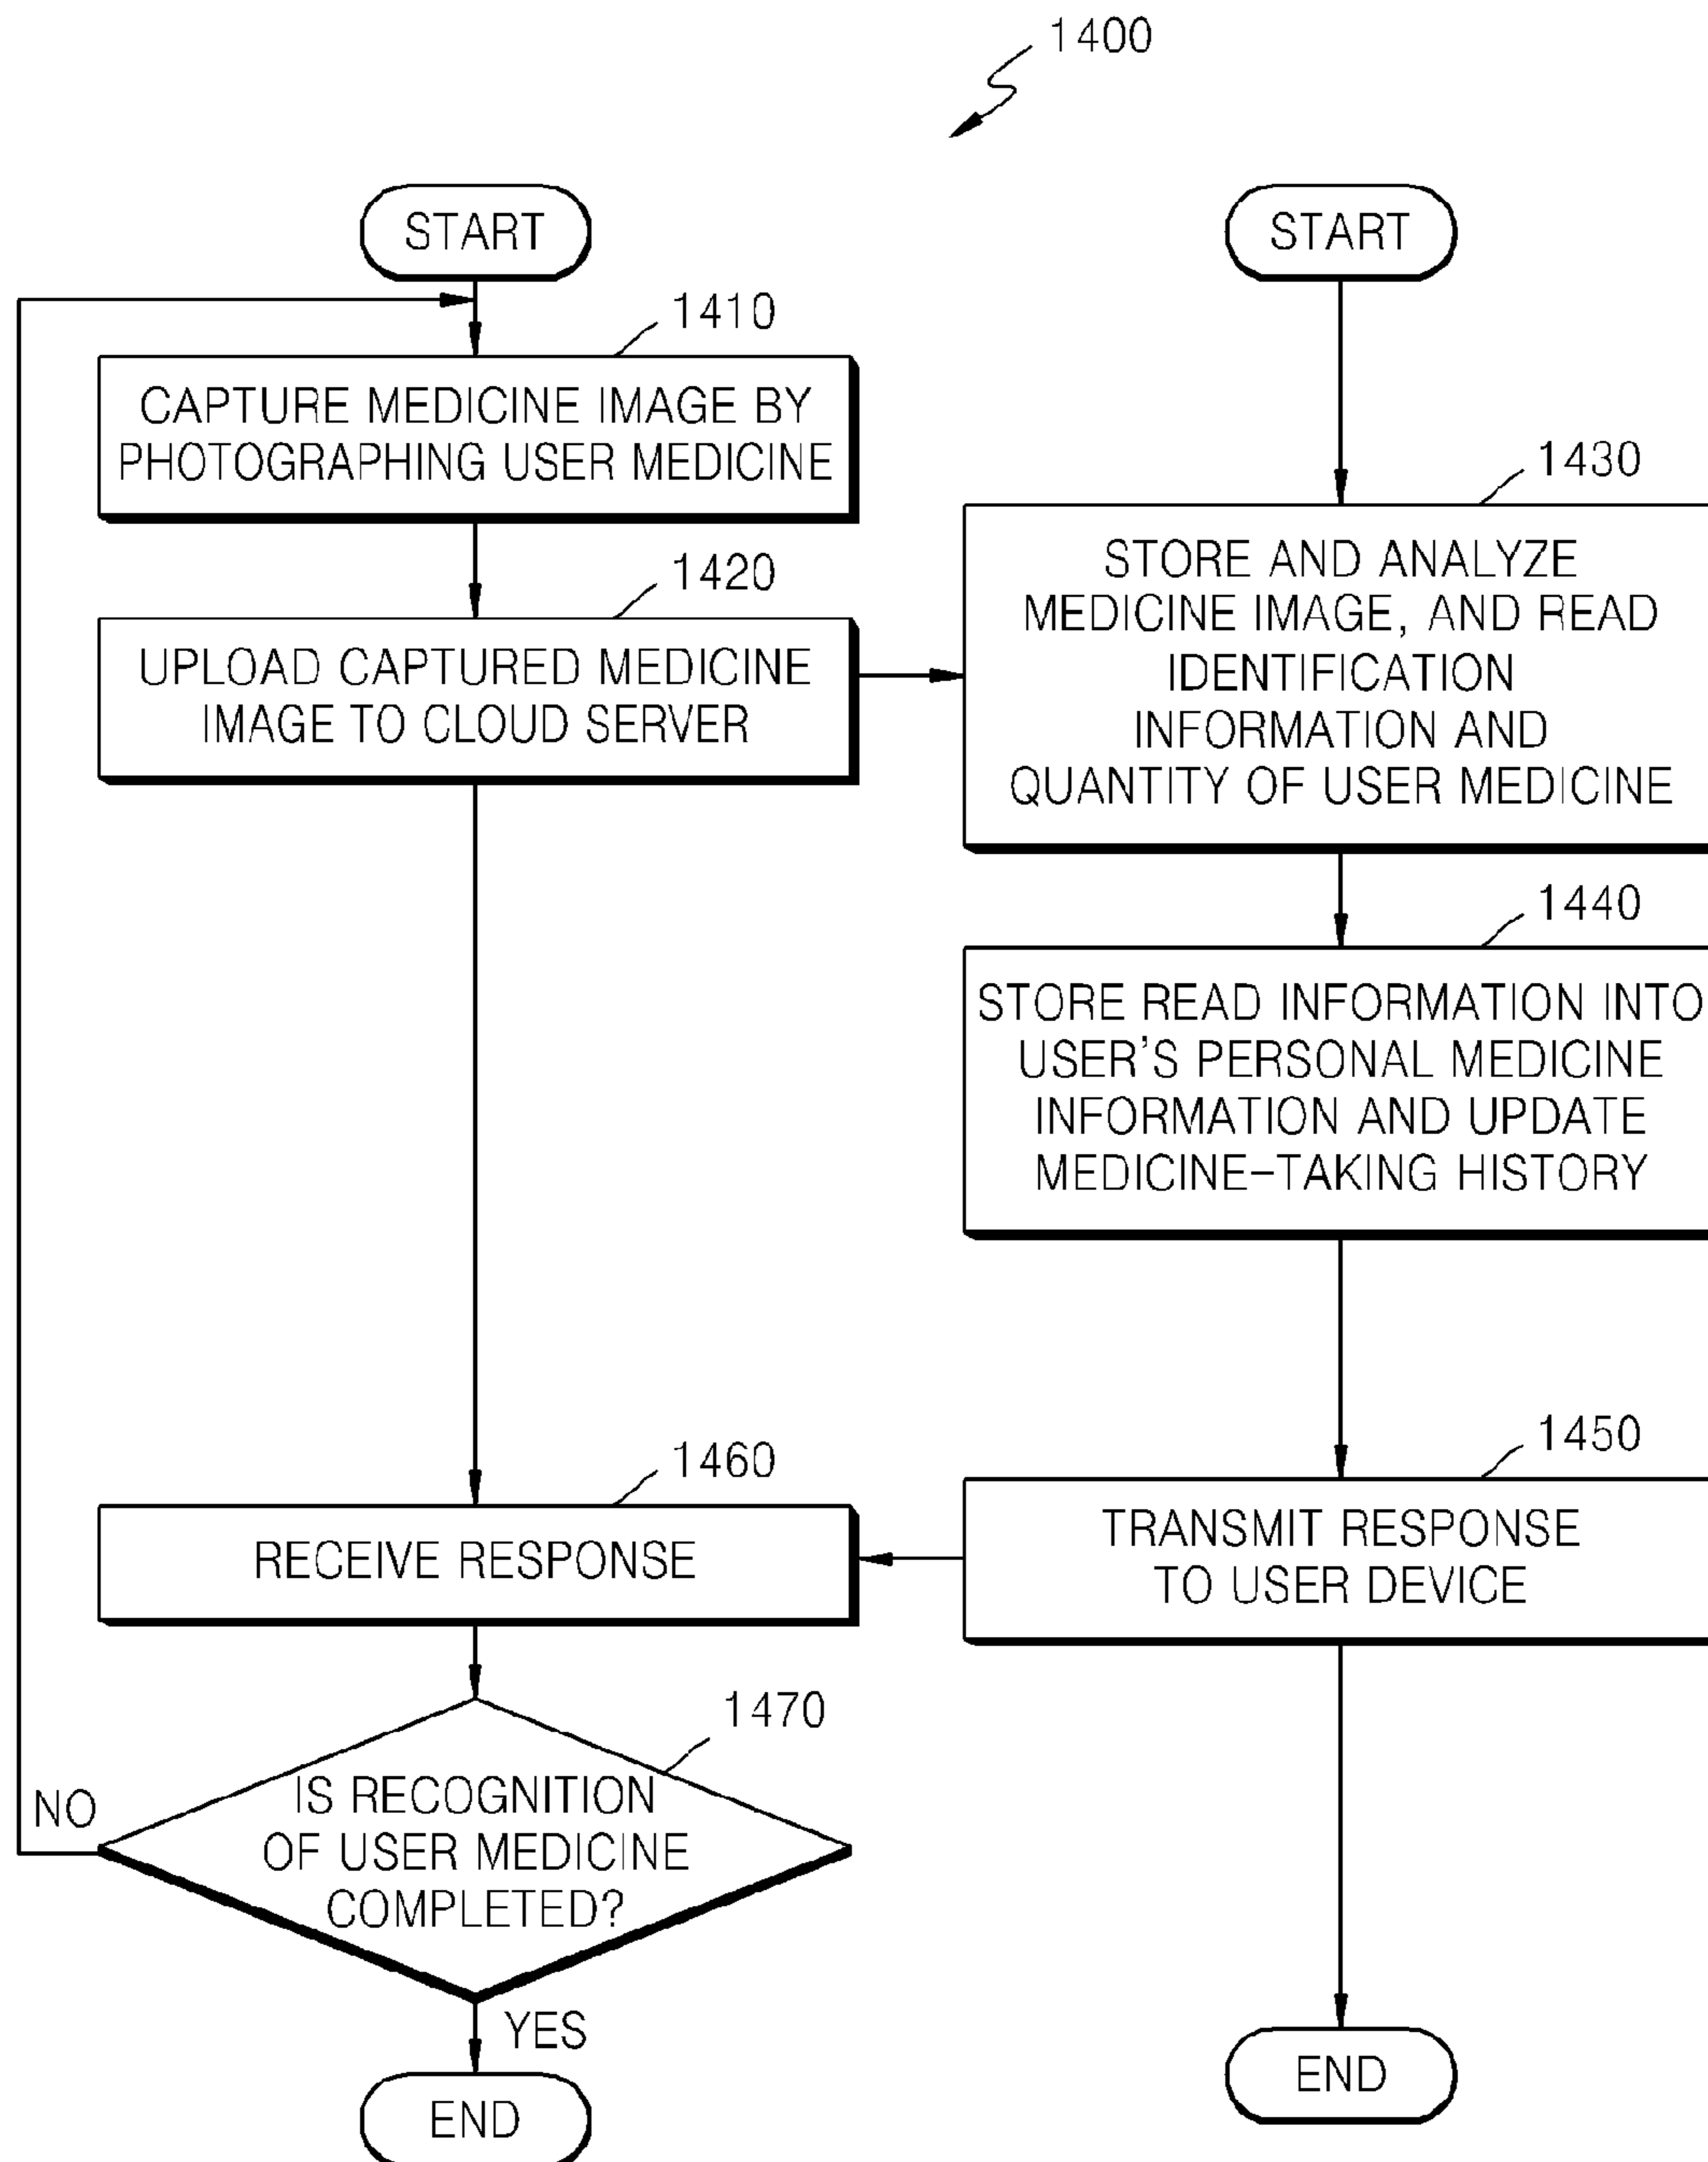 1400
START
START
1410
CAPTURE MEDICINE IMAGE BY
PHOTOGRAPHING USER MEDICINE
1420
UPLOAD CAPTURED MEDICINE
IMAGE TO CLOUD SERVER
1430
STORE AND ANALYZE
MEDICINE IMAGE, AND READ
IDENTIFICATION
INFORMATION AND
QUANTITY OF USER MEDICINE
1440
STORE READ INFORMATION INTO
USER'S PERSONAL MEDICINE
INFORMATION AND UPDATE
MEDICINE-TAKING HISTORY
1450
TRANSMIT RESPONSE
TO USER DEVICE
1460
RECEIVE RESPONSE
1470
IS RECOGNITION
OF USER MEDICINE
COMPLETED?
NO
YES
END
END